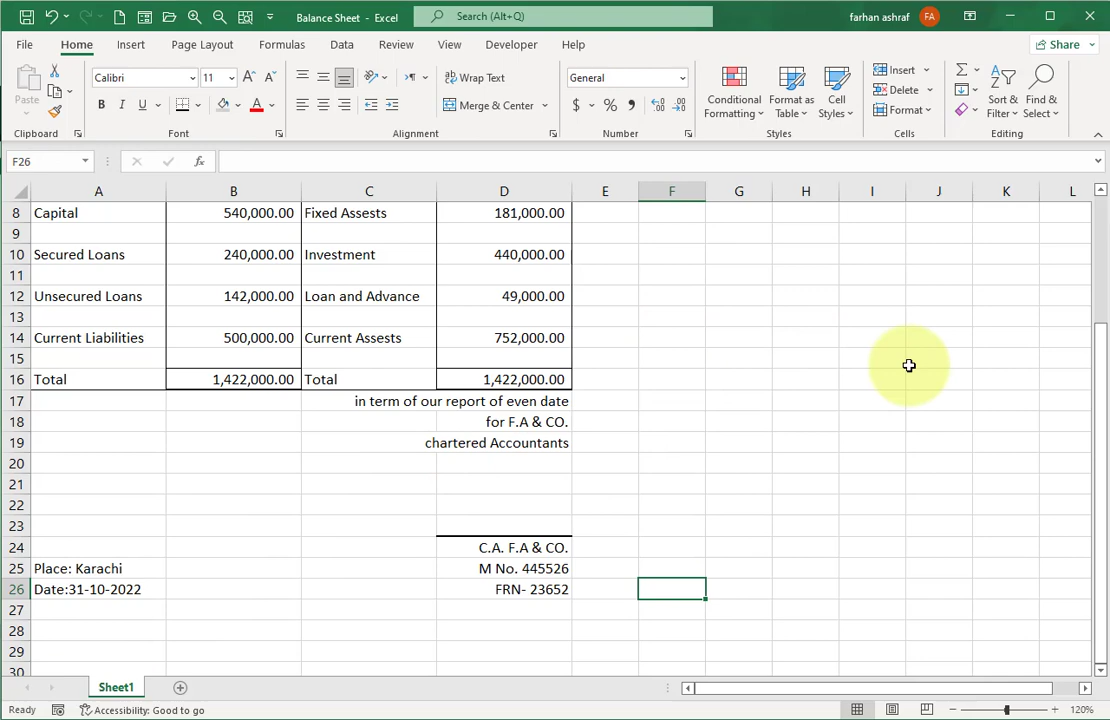 Balance Sheet - Excel
Search (Alt+Q)
farhan ashraf
FA
File Home Insert Page Layout Formulas Data Review View Developer Help
Share
Paste
Calibri 11
B I U
A
ab Wrap Text
Merge & Center
General
$ % ,
Conditional Formatting
Format as Table
Cell Styles
Insert
Delete
Format
Sort & Filter
Find & Select
Clipboard Font Alignment Number Styles Cells Editing
F26 fx
A B C D E F G H I J K L
8 Capital 540,000.00 Fixed Assests 181,000.00
9
10 Secured Loans 240,000.00 Investment 440,000.00
11
12 Unsecured Loans 142,000.00 Loan and Advance 49,000.00
13
14 Current Liabilities 500,000.00 Current Assests 752,000.00
15
16 Total 1,422,000.00 Total 1,422,000.00
17 in term of our report of even date
18 for F.A & CO.
19 chartered Accountants
20
21
22
23
24 C.A. F.A & CO.
25 Place: Karachi M No. 445526
26 Date:31-10-2022 FRN- 23652
27
28
29
30
Sheet1
Ready Accessibility: Good to go 120%